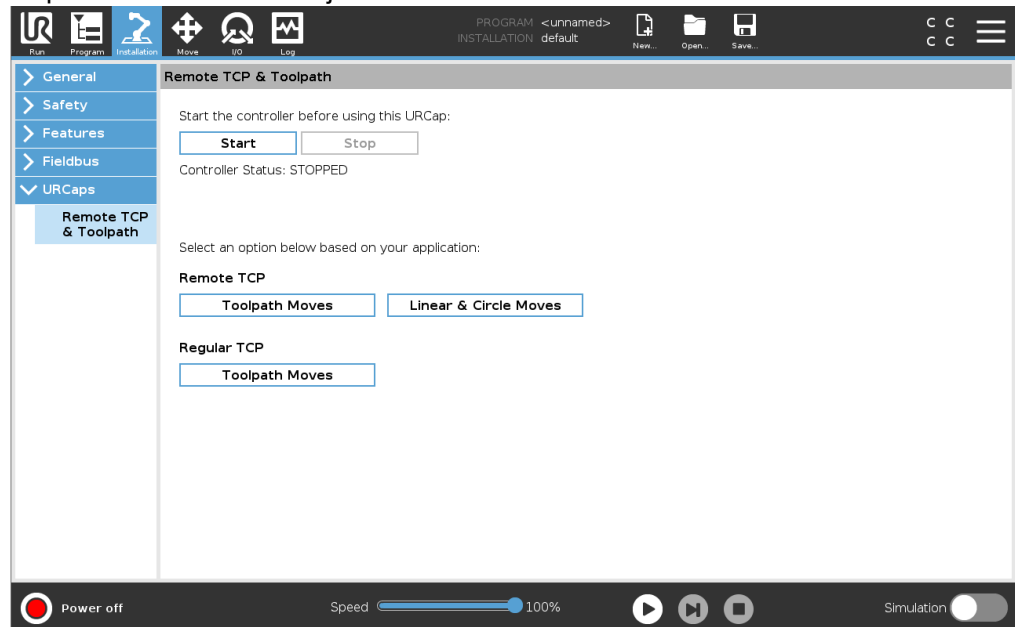 PROGRAM <unnamed>
INSTALLATION default
UR
Run
Program
Installation
Move
I/O
Log
New...
Open...
Save...
C C
C C
General
Safety
Features
Fieldbus
URCaps
Remote TCP
& Toolpath
Remote TCP & Toolpath
Start the controller before using this URCap:
Start
Stop
Controller Status: STOPPED
Select an option below based on your application:
Remote TCP
Toolpath Moves
Linear & Circle Moves
Regular TCP
Toolpath Moves
Power off
Speed
100%
Simulation